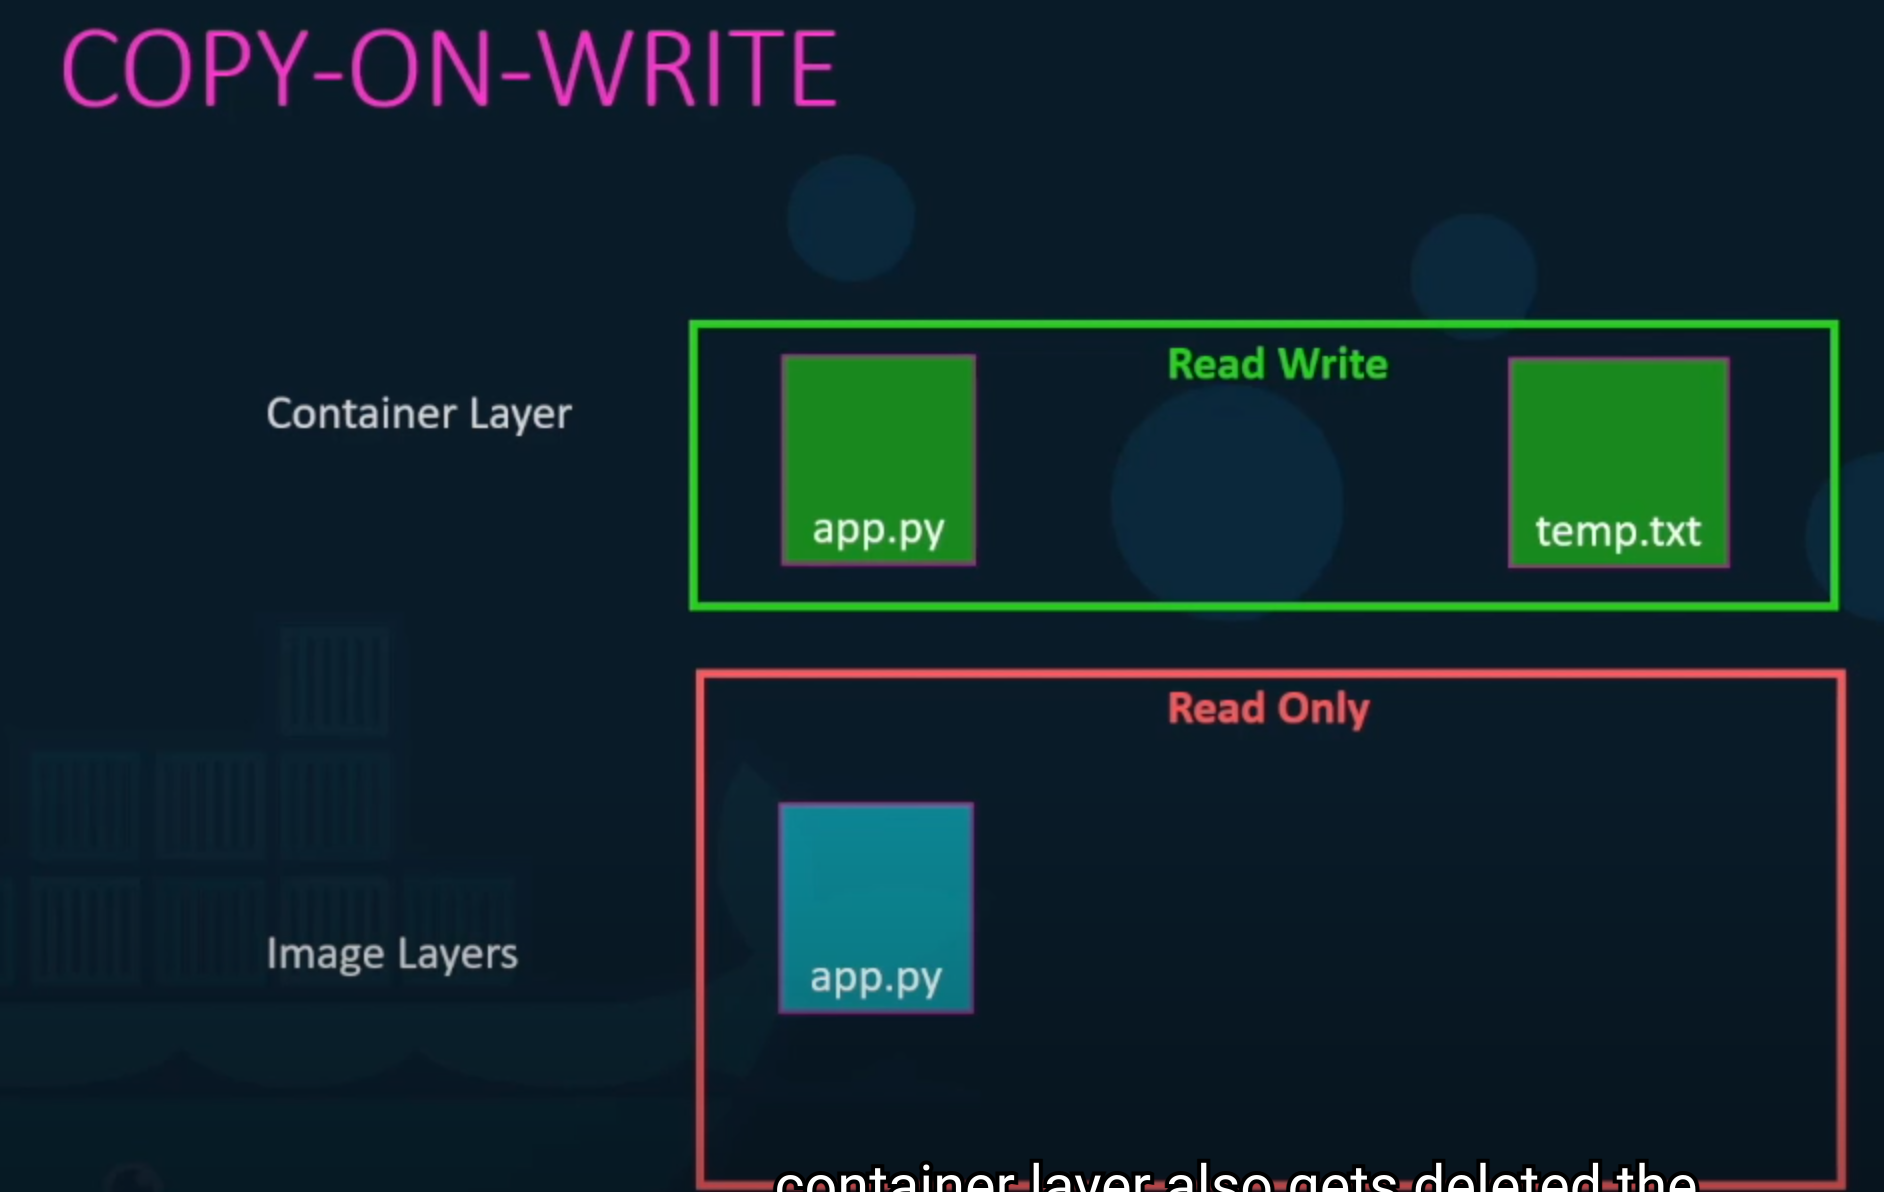 COPY-ON-WRITE
Container Layer
Read Write
app.py
temp.txt
Read Only
Image Layers
app.py
container layer also gets deleted the